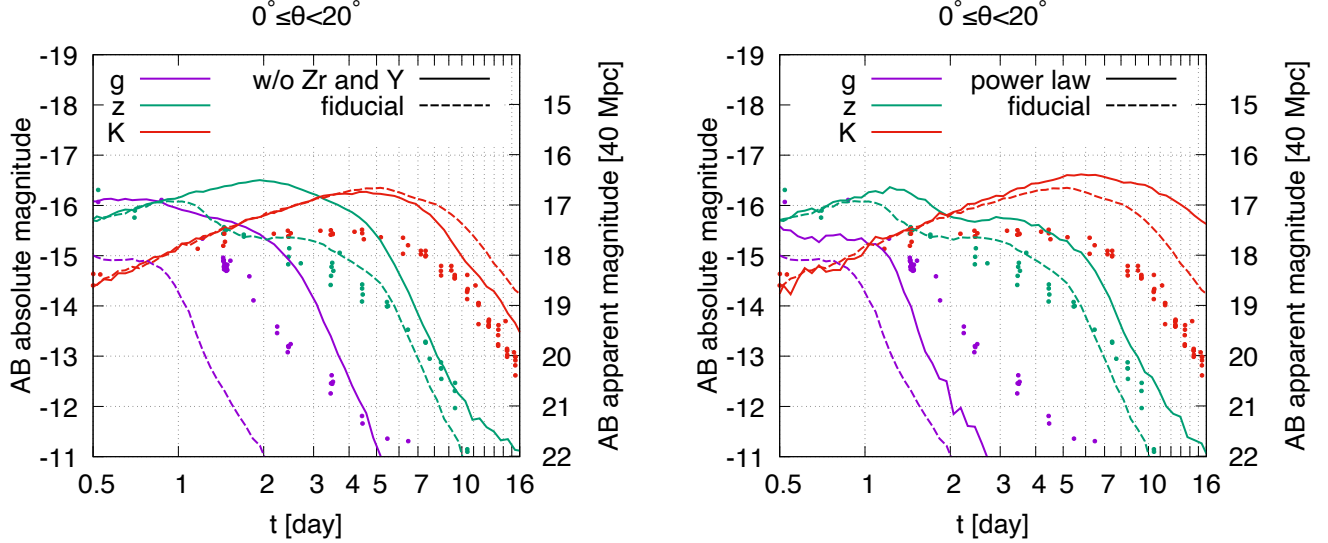 0°≤θ<20°
g
z
K
w/o Zr and Y
fiducial
AB absolute magnitude
-19
-18
-17
-16
-15
-14
-13
-12
-11
AB apparent magnitude [40 Mpc]
15
16
17
18
19
20
21
22
0.5 1 2 3 4 5 7 10 16
t [day]
0°≤θ<20°
g
z
K
power law
fiducial
AB absolute magnitude
-19
-18
-17
-16
-15
-14
-13
-12
-11
AB apparent magnitude [40 Mpc]
15
16
17
18
19
20
21
22
0.5 1 2 3 4 5 7 10 16
t [day]